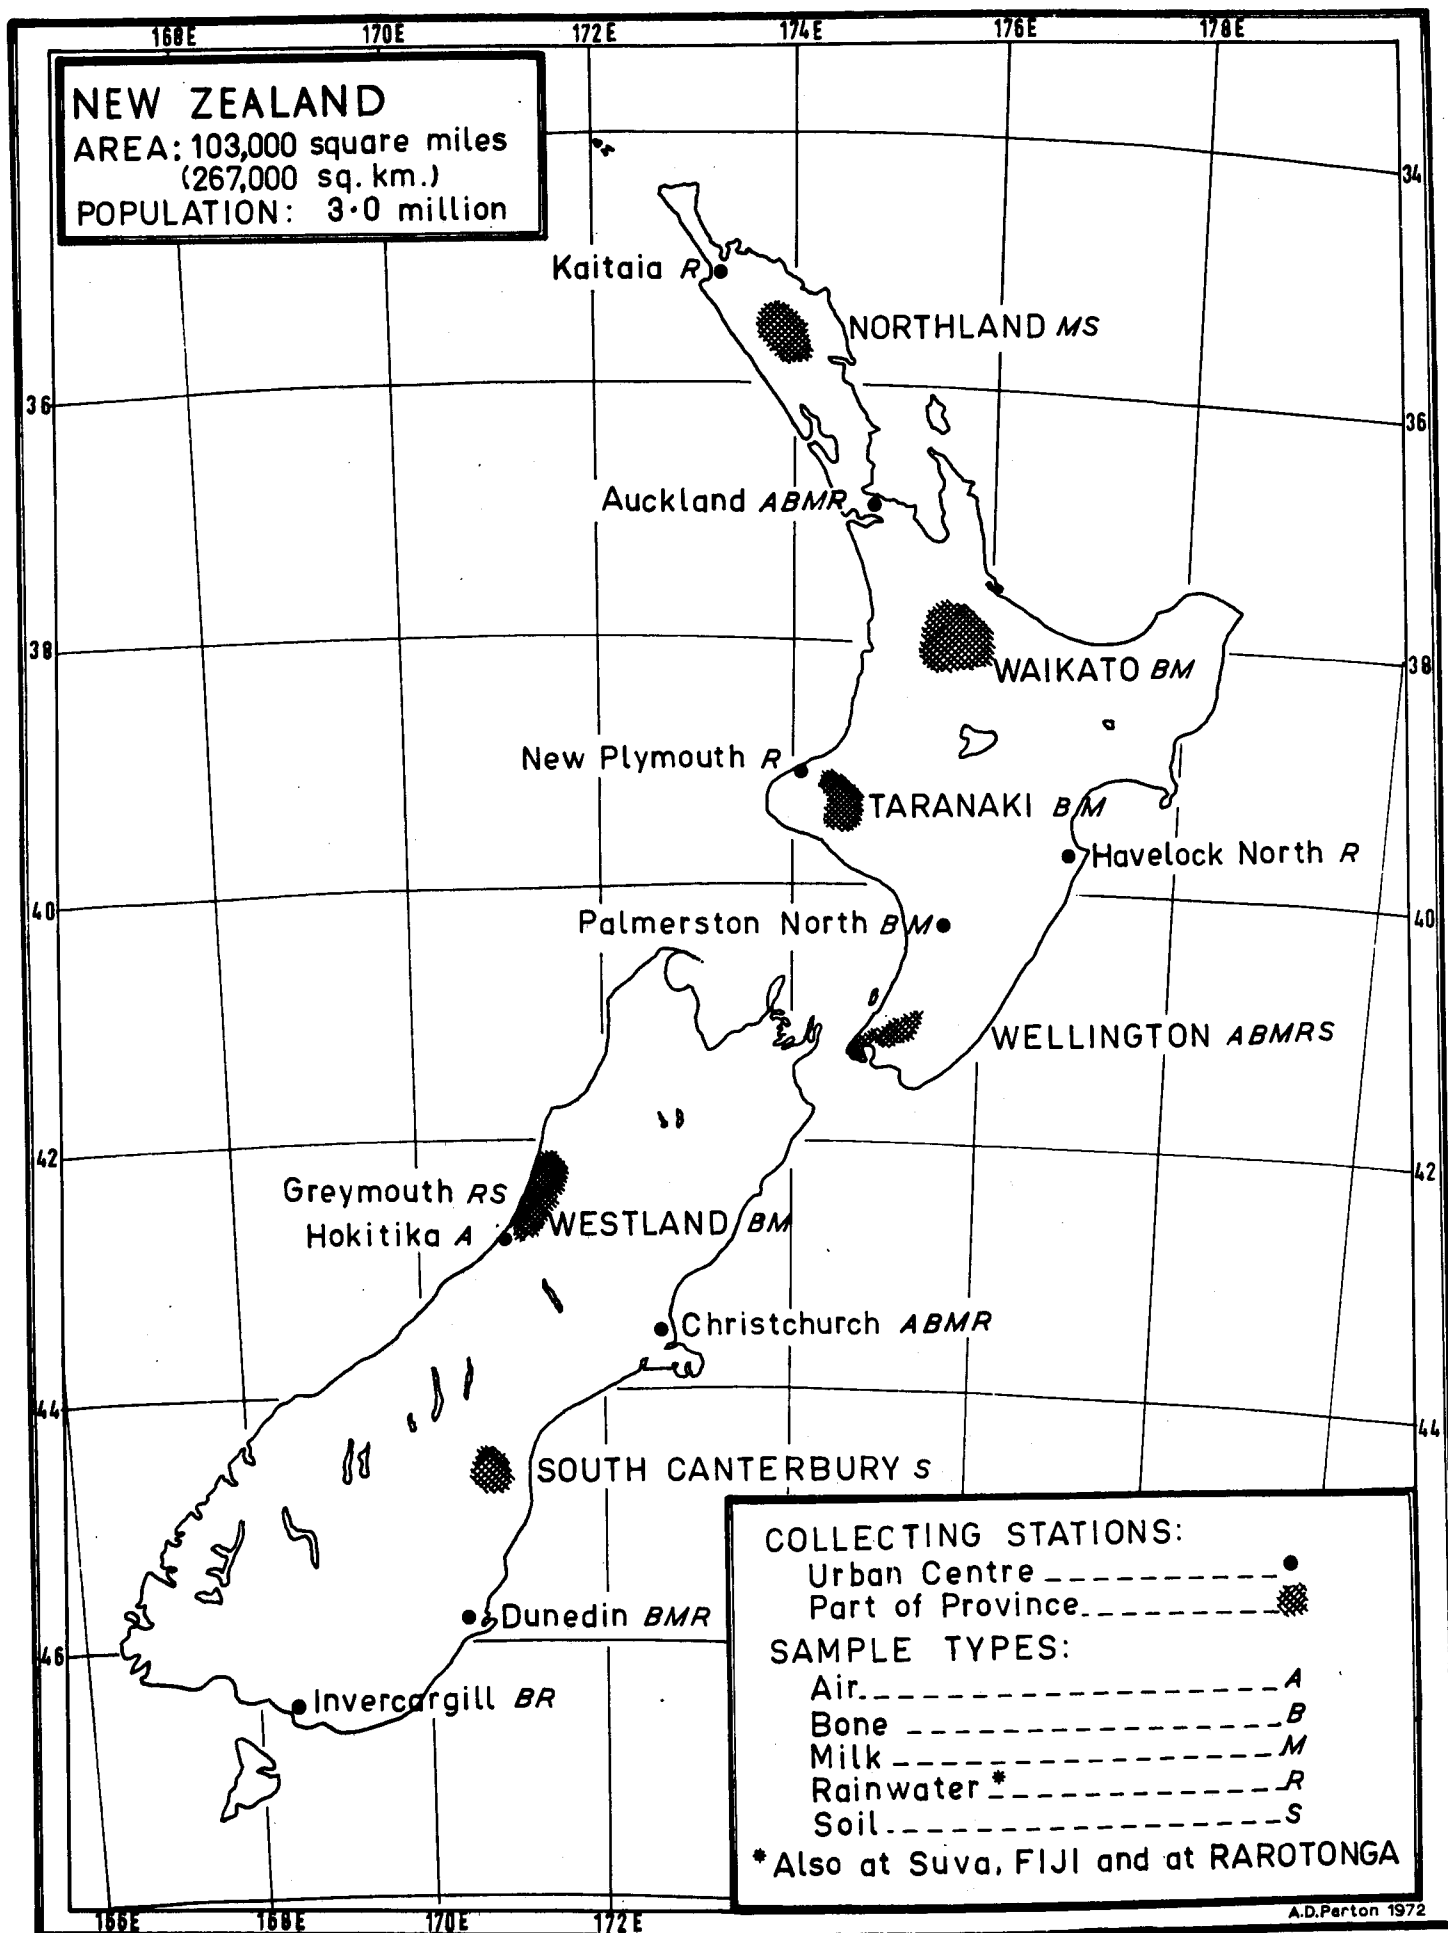 168E 170E 172E 174E 176E 178E
NEW ZEALAND
AREA: 103,000 square miles
(267,000 sq. km.)
POPULATION: 3·0 million
34
Kaitaia R
NORTHLAND MS
36
36
Auckland ABMR
38
38
WAIKATO BM
New Plymouth R
TARANAKI BM
Havelock North R
40
40
Palmerston North BM
WELLINGTON ABMRS
42
42
Greymouth RS
WESTLAND BM
Hokitika A
Christchurch ABMR
44
44
SOUTH CANTERBURY S
Dunedin BMR
46
Invercargill BR
COLLECTING STATIONS:
Urban Centre
Part of Province
SAMPLE TYPES:
Air A
Bone B
Milk M
Rainwater * R
Soil S
*Also at Suva, FIJI and at RAROTONGA
166E 168E 170E 172E
A.D.Parton 1972